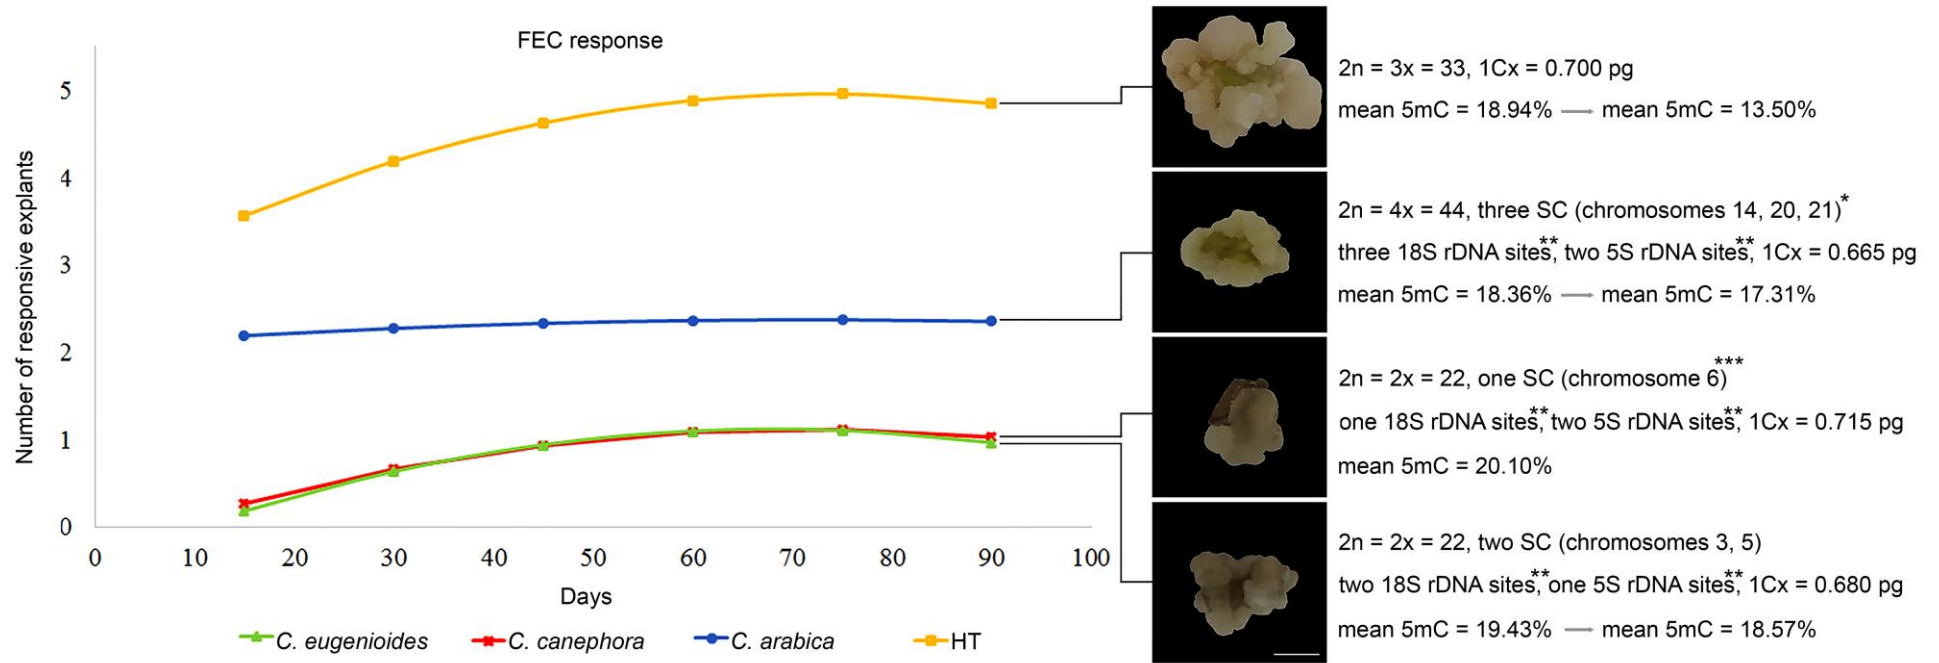 FEC response
Number of responsive explants
5
4
3
2
1
0
0 10 20 30 40 50 60 70 80 90 100
Days
C. eugenioides C. canephora C. arabica HT
2n = 3x = 33, 1Cx = 0.700 pg
mean 5mC = 18.94% → mean 5mC = 13.50%
2n = 4x = 44, three SC (chromosomes 14, 20, 21)*
three 18S rDNA sites**, two 5S rDNA sites**, 1Cx = 0.665 pg
mean 5mC = 18.36% → mean 5mC = 17.31%
2n = 2x = 22, one SC (chromosome 6)***
one 18S rDNA sites**, two 5S rDNA sites**, 1Cx = 0.715 pg
mean 5mC = 20.10%
2n = 2x = 22, two SC (chromosomes 3, 5)
two 18S rDNA sites**, one 5S rDNA sites**, 1Cx = 0.680 pg
mean 5mC = 19.43% → mean 5mC = 18.57%